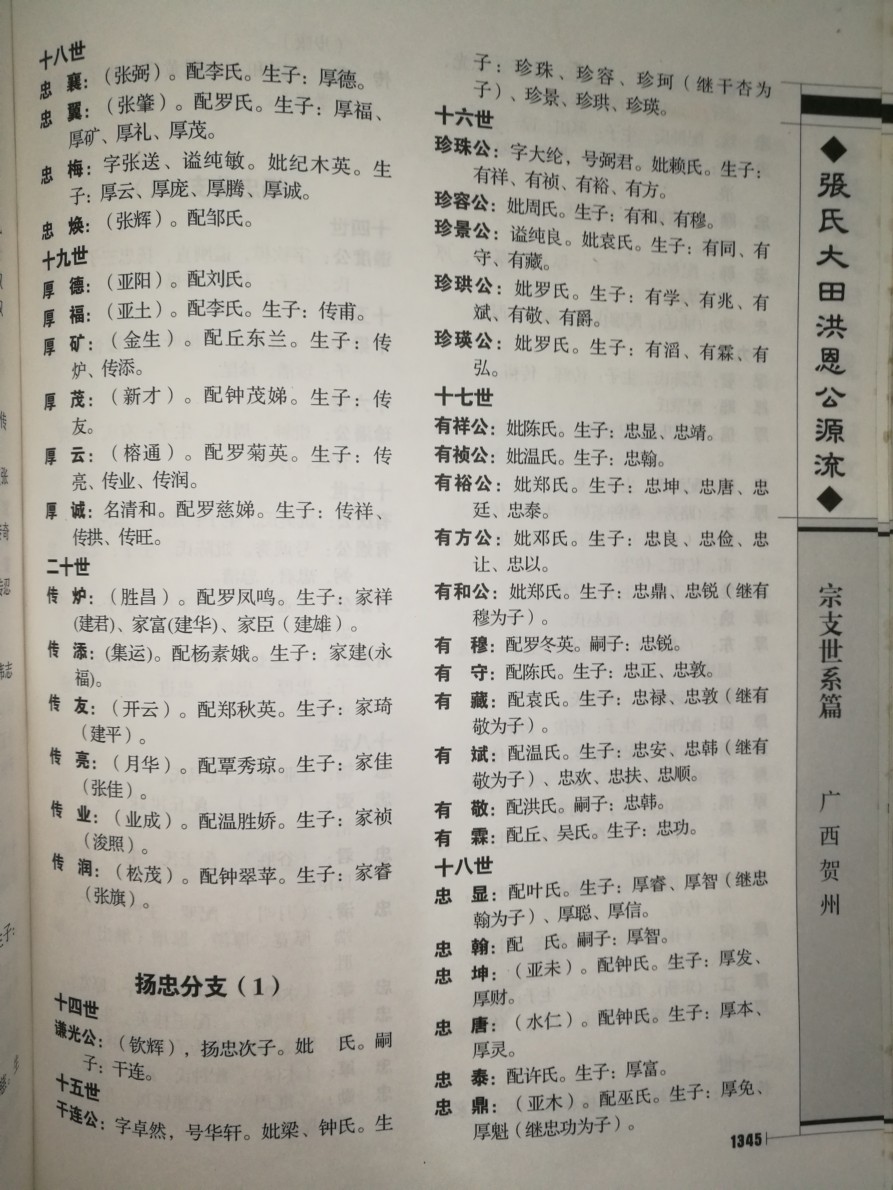 十八世
忠　襄：（张弼）。配李氏。生子：厚德。
忠　翼：（张肇）。配罗氏。生子：厚福、
厚矿、厚礼、厚茂。
忠　梅：字张送、谥纯敏。妣纪木英。生
子：厚云、厚庞、厚腾、厚诚。
忠　焕：（张辉）。配邹氏。
十九世
厚　德：（亚阳）。配刘氏。
厚　福：（亚土）。配李氏。生子：传甫。
厚　矿：（金生）。配丘东兰。生子：传
炉、传添。
厚　茂：（新才）。配钟茂娣。生子：传
友。
厚　云：（榕通）。配罗菊英。生子：传
亮、传业、传润。
厚　诚：名清和。配罗慈娣。生子：传祥、
传拱、传旺。
二十世
传　炉：（胜昌）。配罗凤鸣。生子：家祥
(建君)、家富(建华)、家臣（建雄）。
传　添：(集运)。配杨素娥。生子：家建(永
福)。
传　友：（开云）。配郑秋英。生子：家琦
（建平）。
传　亮：（月华）。配覃秀琼。生子：家佳
（张佳）。
传　业：（业成）。配温胜娇。生子：家祯
（浚照）。
传　润：（松茂）。配钟翠苹。生子：家睿
（张旗）。
扬忠分支（1）
十四世
谦光公：（钦辉），扬忠次子。妣　氏。嗣
子：干连。
十五世
干连公：字卓然，号华轩。妣梁、钟氏。生
子：珍珠、珍容、珍珂（继干杏为
子）、珍景、珍珙、珍瑛。
十六世
珍珠公：字大纶，号弼君。妣赖氏。生子：
有祥、有祯、有裕、有方。
珍容公：妣周氏。生子：有和、有穆。
珍景公：谥纯良。妣袁氏。生子：有同、有
守、有藏。
珍珙公：妣罗氏。生子：有学、有兆、有
斌、有敬、有爵。
珍瑛公：妣罗氏。生子：有滔、有霖、有
弘。
十七世
有祥公：妣陈氏。生子：忠显、忠靖。
有祯公：妣温氏。生子：忠翰。
有裕公：妣郑氏。生子：忠坤、忠唐、忠
廷、忠泰。
有方公：妣邓氏。生子：忠良、忠俭、忠
让、忠以。
有和公：妣郑氏。生子：忠鼎、忠锐（继有
穆为子）。
有　穆：配罗冬英。嗣子：忠锐。
有　守：配陈氏。生子：忠正、忠敦。
有　藏：配袁氏。生子：忠禄、忠敦（继有
敬为子）。
有　斌：配温氏。生子：忠安、忠韩（继有
敬为子）、忠欢、忠扶、忠顺。
有　敬：配洪氏。嗣子：忠韩。
有　霖：配丘、吴氏。生子：忠功。
十八世
忠　显：配叶氏。生子：厚睿、厚智（继忠
翰为子）、厚聪、厚信。
忠　翰：配　氏。嗣子：厚智。
忠　坤：（亚未）。配钟氏。生子：厚发、
厚财。
忠　唐：（水仁）。配钟氏。生子：厚本、
厚灵。
忠　泰：配许氏。生子：厚富。
忠　鼎：（亚木）。配巫氏。生子：厚免、
厚魁（继忠功为子）。
◆張氏大田洪恩公源流◆
宗支世系篇
广西贺州
1345